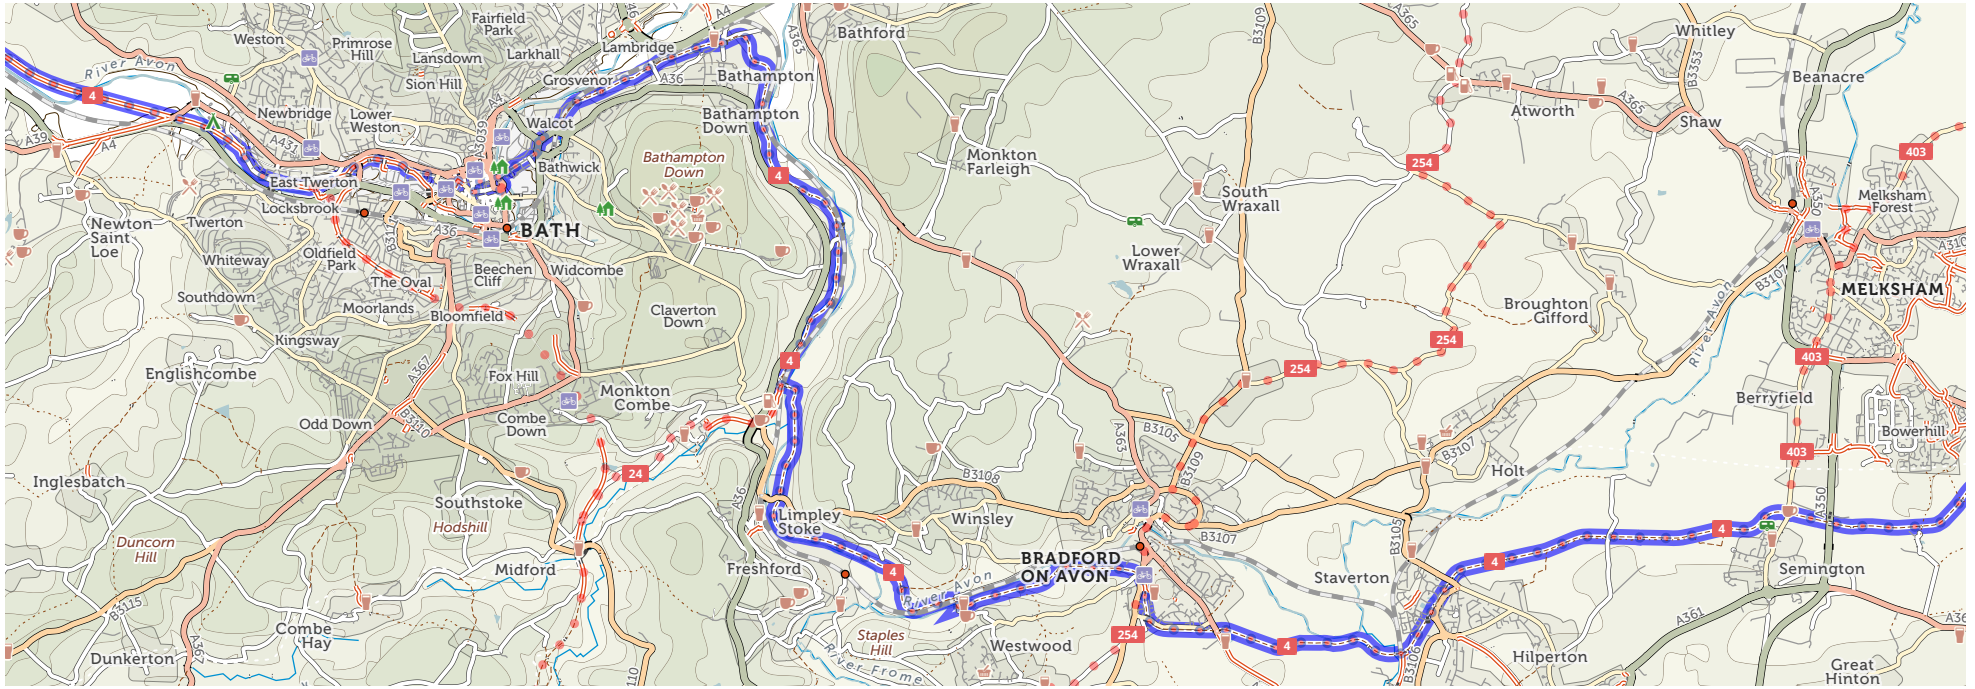 Weston
Primrose
Hill
Fairfield
Park
Lansdown
Larkhall
Lambridge
Sion Hill
Grosvenor
A46
A4
A36
A363
Bathford
B3109
A365
Whitley
B3353
Beanacre
River Avon
4
Newbridge
Lower
Weston
A4
A39
A4
A431
B3039
Walcot
Bathampton
Bathampton
Down
Bathampton
Down
Atworth
A365
Shaw
Monkton
Farleigh
254
403
East Twerton
Bathwick
4
Locksbrook
Twerton
Newton
Saint
Loe
A36
BATH
South
Wraxall
Melksham
Forest
A350
Whiteway
Oldfield
Park
Beechen
Cliff
Widcombe
Lower
Wraxall
A3102
The Oval
Southdown
Moorlands
Bloomfield
Claverton
Down
Broughton
Gifford
B3107
MELKSHAM
River Avon
Kingsway
254
403
4
254
Englishcombe
A367
Fox Hill
Monkton
Combe
Berryfield
Odd Down
B3110
Combe
Down
A363
B3105
Bowerhill
B3109
B3107
403
Holt
24
Inglesbatch
B3108
A36
Southstoke
Hodshill
Limpley
Stoke
Winsley
A350
4
B3107
B3105
Duncorn
Hill
Midford
Freshford
4
BRADFORD
ON AVON
River Avon
Staverton
4
Semington
B3115
Combe
Hay
Staples
Hill
254
A361
Westwood
4
Dunkerton
A367
River Frome
B3106
Hilperton
Great
Hinton